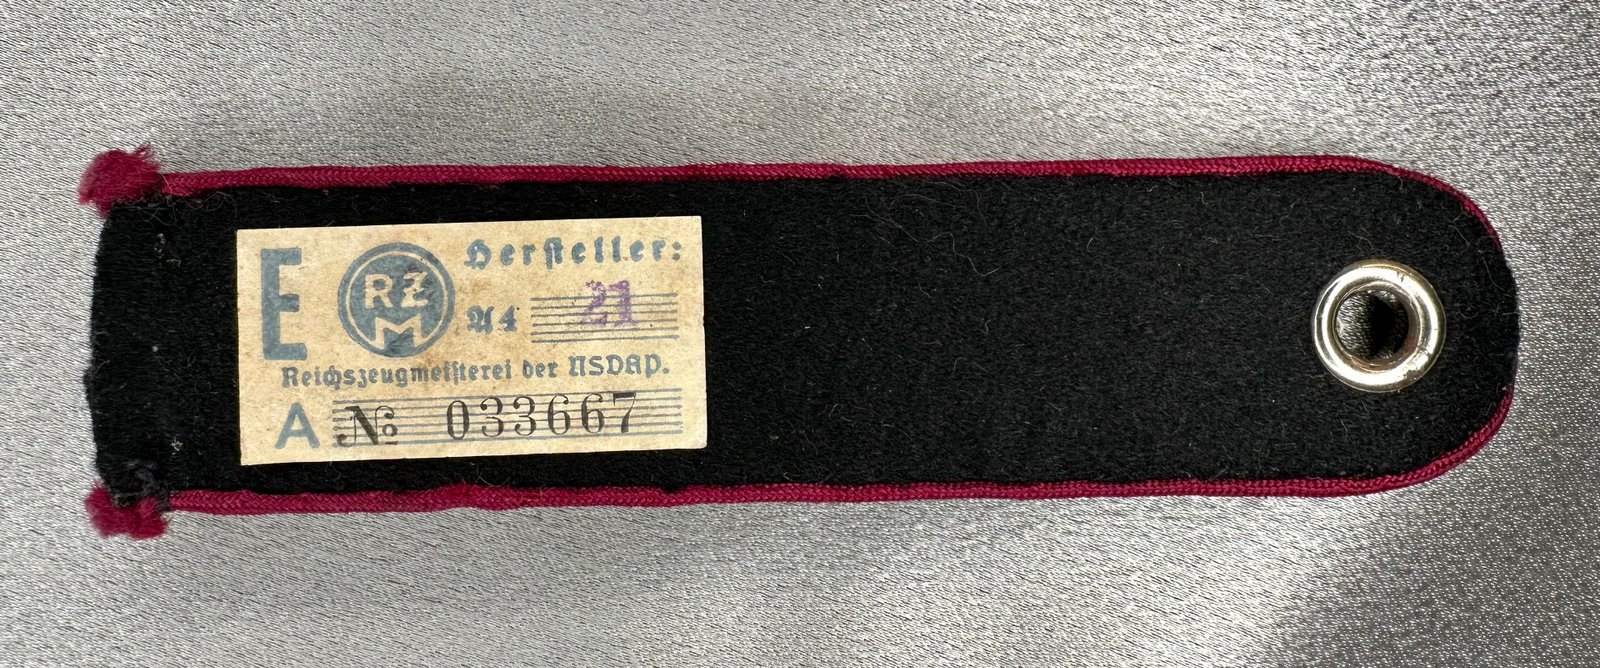 E RZM Hersteller:
A4 21
Reichszeugmeisterei der NSDAP.
A № 033667